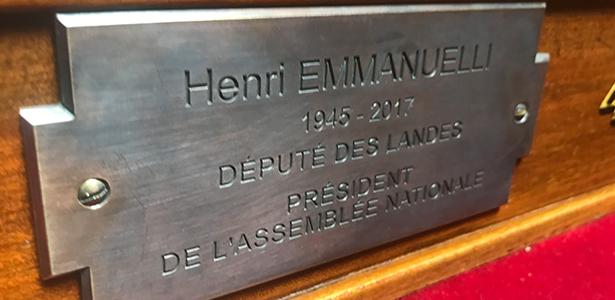 Henri EMMANUELLI
1945 - 2017
DÉPUTÉ DES LANDES
PRÉSIDENT
DE L'ASSEMBLÉE NATIONALE